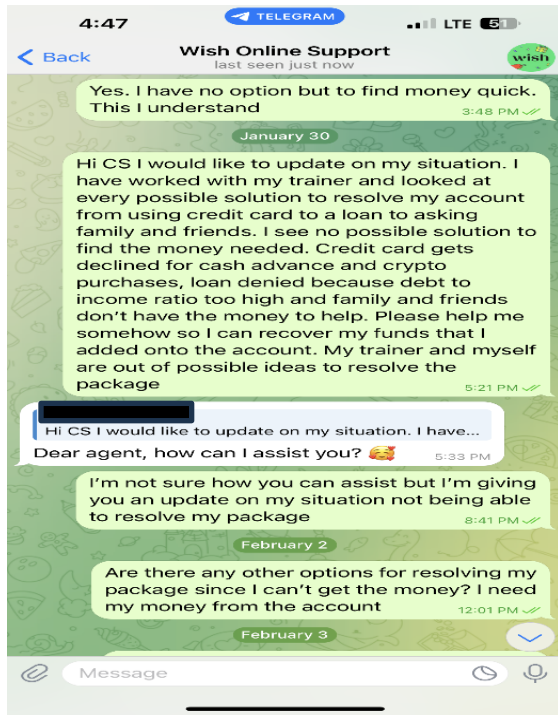 4:47
TELEGRAM
LTE 51
Back
Wish Online Support
last seen just now
wish
Yes. I have no option but to find money quick.
This I understand
3:48 PM
January 30
Hi CS I would like to update on my situation. I
have worked with my trainer and looked at
every possible solution to resolve my account
from using credit card to a loan to asking
family and friends. I see no possible solution to
find the money needed. Credit card gets
declined for cash advance and crypto
purchases, loan denied because debt to
income ratio too high and family and friends
don't have the money to help. Please help me
somehow so I can recover my funds that I
added onto the account. My trainer and myself
are out of possible ideas to resolve the
package
5:21 PM
Hi CS I would like to update on my situation. I have...
Dear agent, how can I assist you? 🥰
5:33 PM
I'm not sure how you can assist but I'm giving
you an update on my situation not being able
to resolve my package
8:41 PM
February 2
Are there any other options for resolving my
package since I can't get the money? I need
my money from the account
12:01 PM
February 3
Message